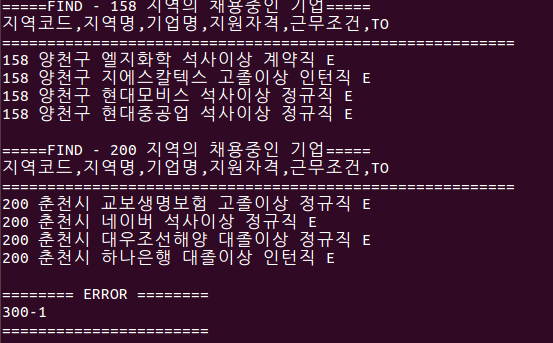 =====FIND - 158 지역의 채용중인 기업=====
지역코드,지역명,기업명,지원자격,근무조건,TO
=========================================================
158 양천구 엘지화학 석사이상 계약직 E
158 양천구 지에스칼텍스 고졸이상 인턴직 E
158 양천구 현대모비스 석사이상 정규직 E
158 양천구 현대중공업 석사이상 정규직 E
=====FIND - 200 지역의 채용중인 기업=====
지역코드,지역명,기업명,지원자격,근무조건,TO
=========================================================
200 춘천시 교보생명보험 고졸이상 정규직 E
200 춘천시 네이버 석사이상 정규직 E
200 춘천시 대우조선해양 대졸이상 정규직 E
200 춘천시 하나은행 대졸이상 인턴직 E
======== ERROR ========
300-1
=======================